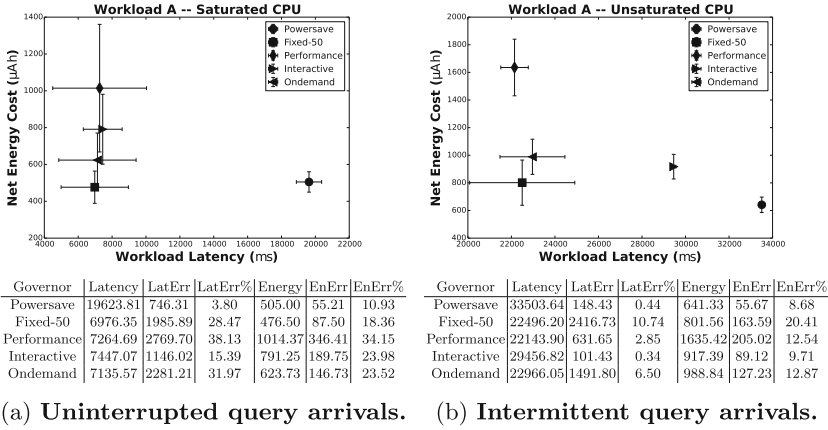 Workload A -- Saturated CPU
1400
1200
1000
800
600
400
200
Net Energy Cost (μAh)
Powersave
Fixed-50
Performance
Interactive
Ondemand
4000 6000 8000 10000 12000 14000 16000 18000 20000 22000
Workload Latency (ms)
Governor Latency LatErr LatErr% Energy EnErr EnErr%
Powersave 19623.81 746.31 3.80 505.00 55.21 10.93
Fixed-50 6976.35 1985.89 28.47 476.50 87.50 18.36
Performance 7264.69 2769.70 38.13 1014.37 346.41 34.15
Interactive 7447.07 1146.02 15.39 791.25 189.75 23.98
Ondemand 7135.57 2281.21 31.97 623.73 146.73 23.52
(a) Uninterrupted query arrivals.
Workload A -- Unsaturated CPU
2000
1800
1600
1400
1200
1000
800
600
400
Net Energy Cost (μAh)
Powersave
Fixed-50
Performance
Interactive
Ondemand
20000 22000 24000 26000 28000 30000 32000 34000
Workload Latency (ms)
Governor Latency LatErr LatErr% Energy EnErr EnErr%
Powersave 33503.64 148.43 0.44 641.33 55.67 8.68
Fixed-50 22496.20 2416.73 10.74 801.56 163.59 20.41
Performance 22143.90 631.65 2.85 1635.42 205.02 12.54
Interactive 29456.82 101.43 0.34 917.39 89.12 9.71
Ondemand 22966.05 1491.80 6.50 988.84 127.23 12.87
(b) Intermittent query arrivals.